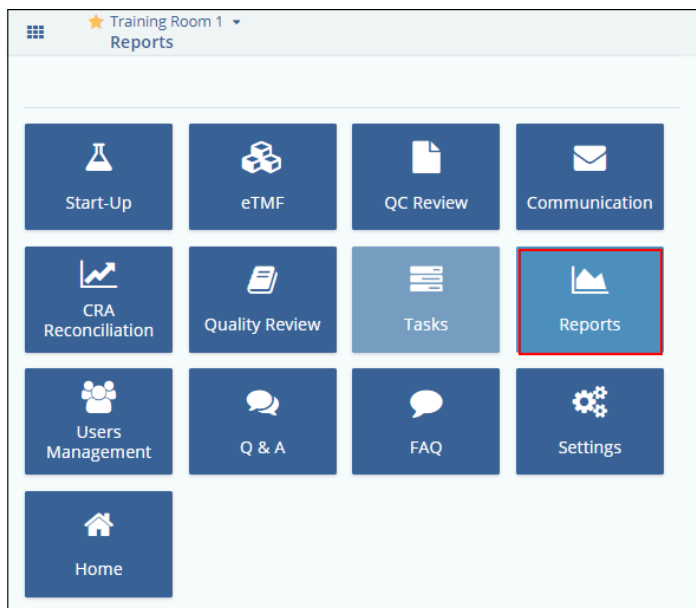 Training Room 1
Reports
Start-Up
eTMF
QC Review
Communication
CRA
Reconciliation
Quality Review
Tasks
Reports
Users
Management
Q & A
FAQ
Settings
Home